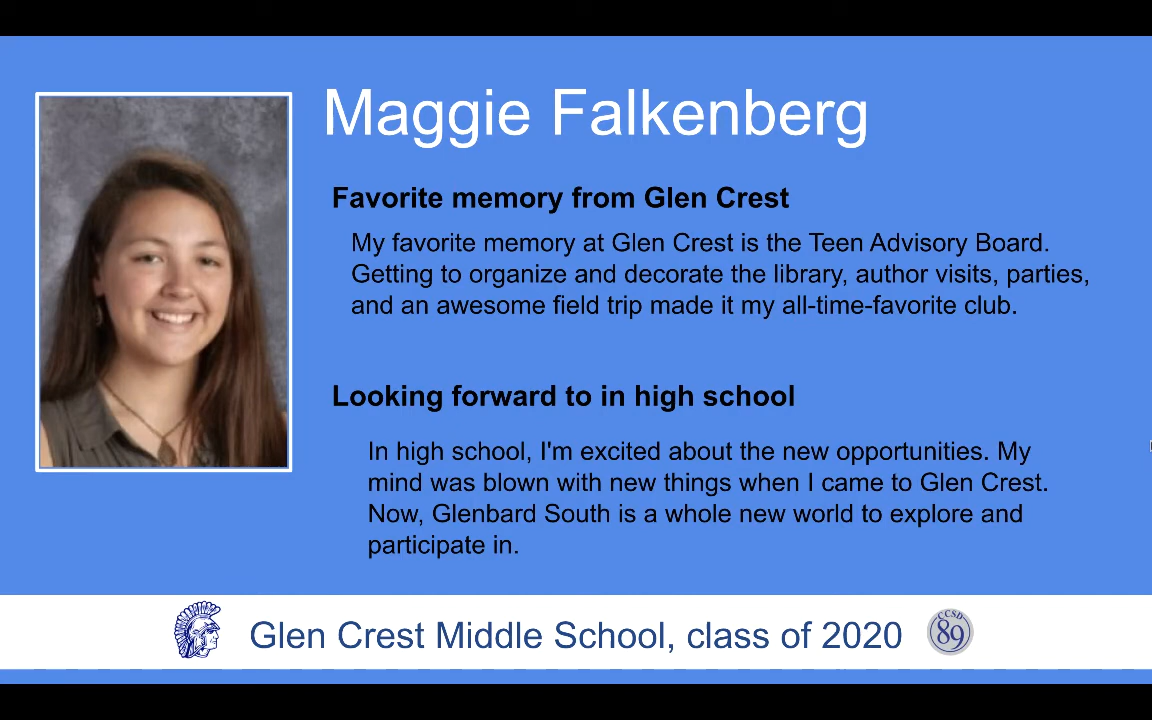 Maggie Falkenberg
Favorite memory from Glen Crest
My favorite memory at Glen Crest is the Teen Advisory Board.
Getting to organize and decorate the library, author visits, parties,
and an awesome field trip made it my all-time-favorite club.
Looking forward to in high school
In high school, I'm excited about the new opportunities. My
mind was blown with new things when I came to Glen Crest.
Now, Glenbard South is a whole new world to explore and
participate in.
Glen Crest Middle School, class of 2020
CCSD
89